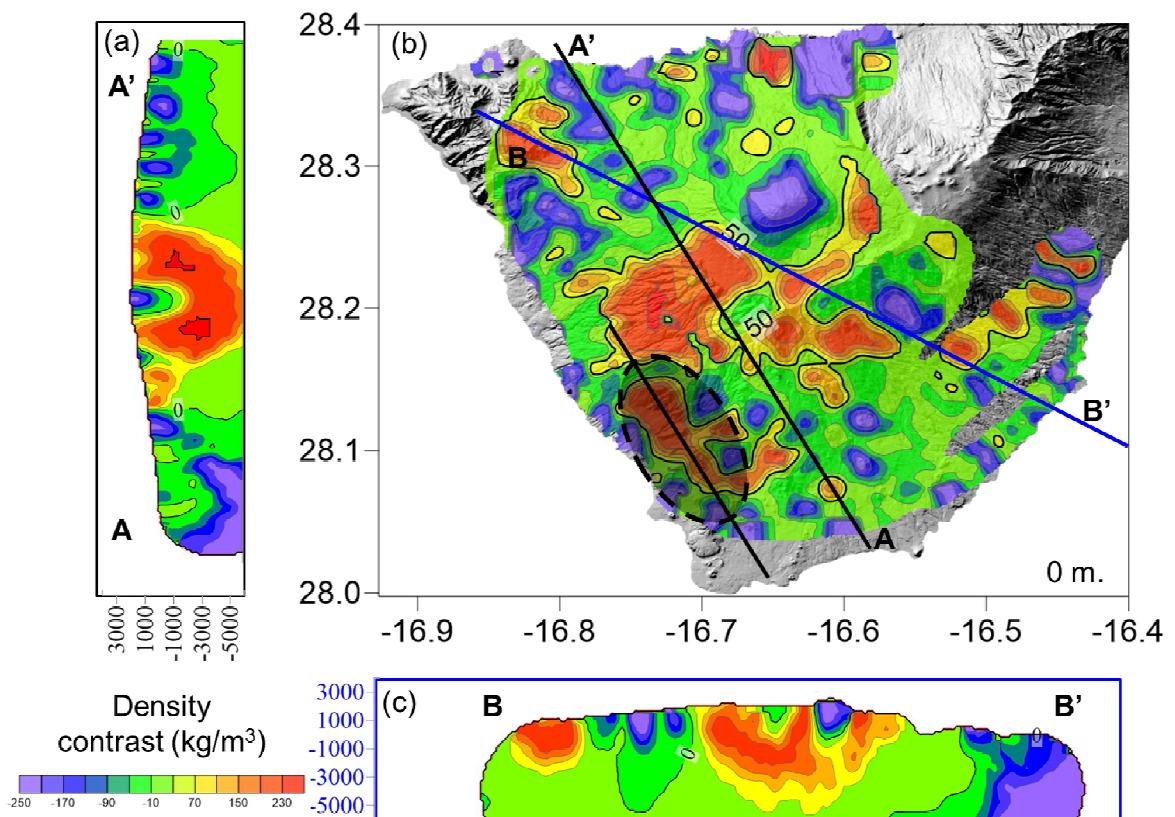 (a)
A'
0
0
0
A
3000
1000
-1000
-3000
-5000
(b)
28.4
28.3
28.2
28.1
28.0
A'
B
50
50
B'
A
0 m.
-16.9
-16.8
-16.7
-16.6
-16.5
-16.4
Density
contrast (kg/m³)
-250 -170 -90 -10 70 150 230
(c)
3000
1000
-1000
-3000
-5000
B
B'
0
0